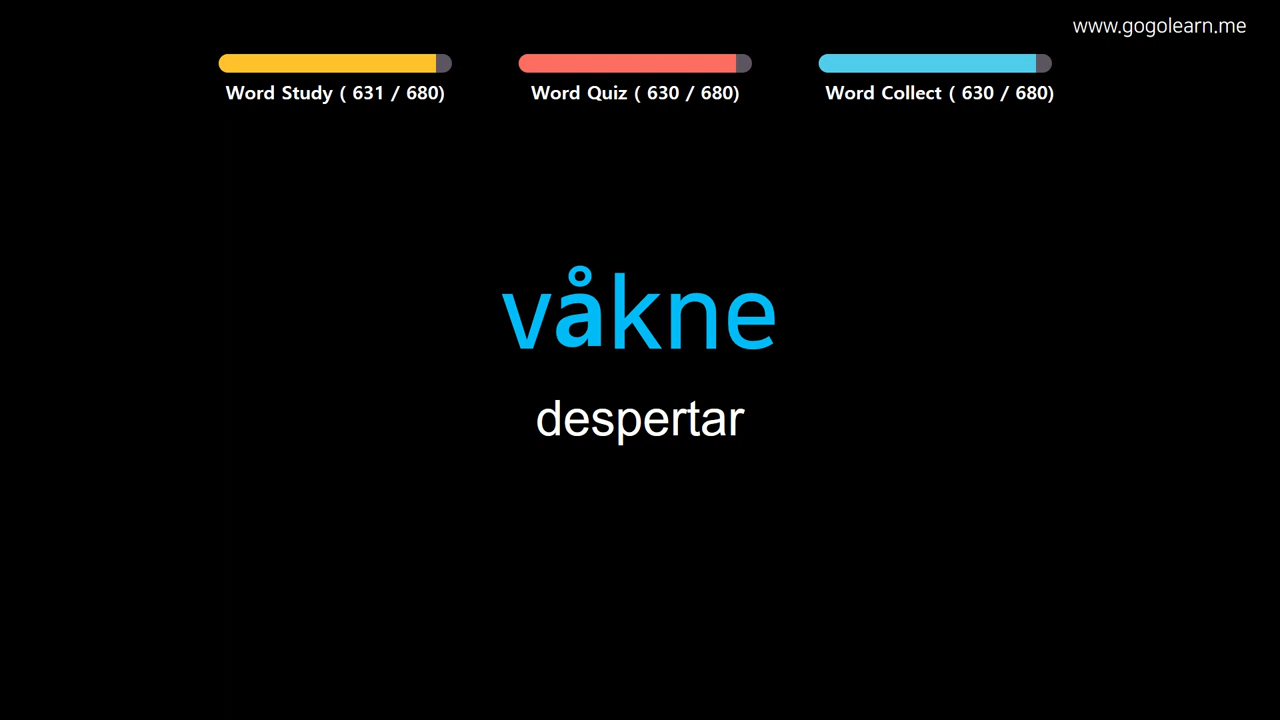 www.gogolearn.me
Word Study ( 631 / 680)
Word Quiz ( 630 / 680)
Word Collect ( 630 / 680)
våkne
despertar